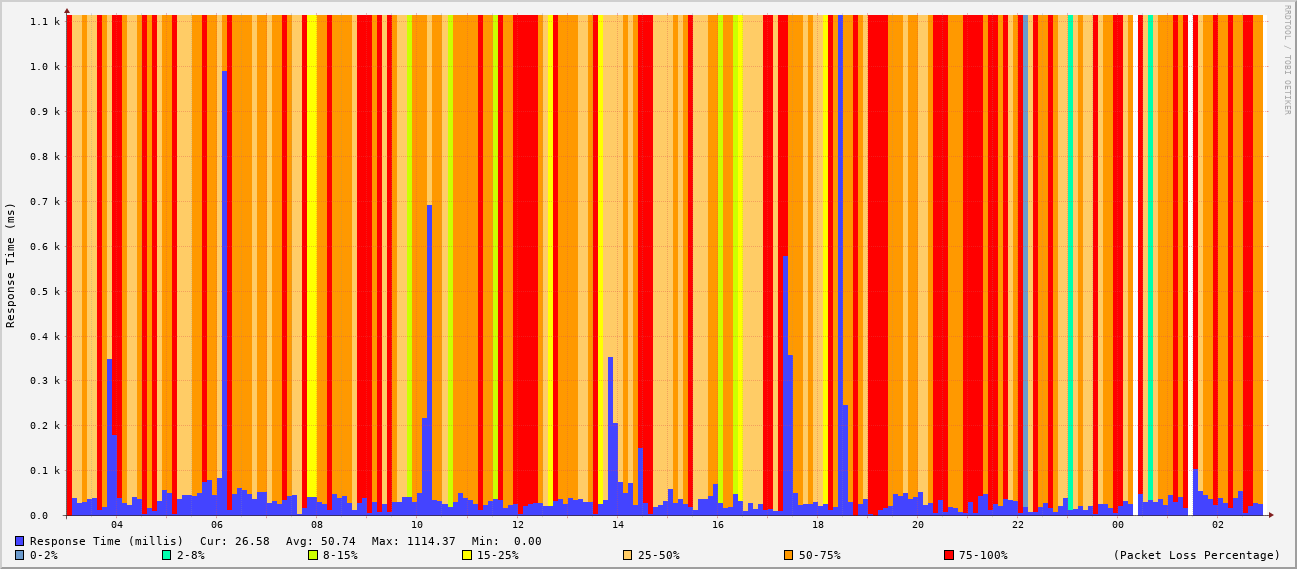 RRDTOOL / TOBI OETIKER
Response Time (ms)
1.1 k
1.0 k
0.9 k
0.8 k
0.7 k
0.6 k
0.5 k
0.4 k
0.3 k
0.2 k
0.1 k
0.0
04 06 08 10 12 14 16 18 20 22 00 02
Response Time (millis) Cur: 26.58 Avg: 50.74 Max: 1114.37 Min: 0.00
0-2% 2-8% 8-15% 15-25% 25-50% 50-75% 75-100% (Packet Loss Percentage)